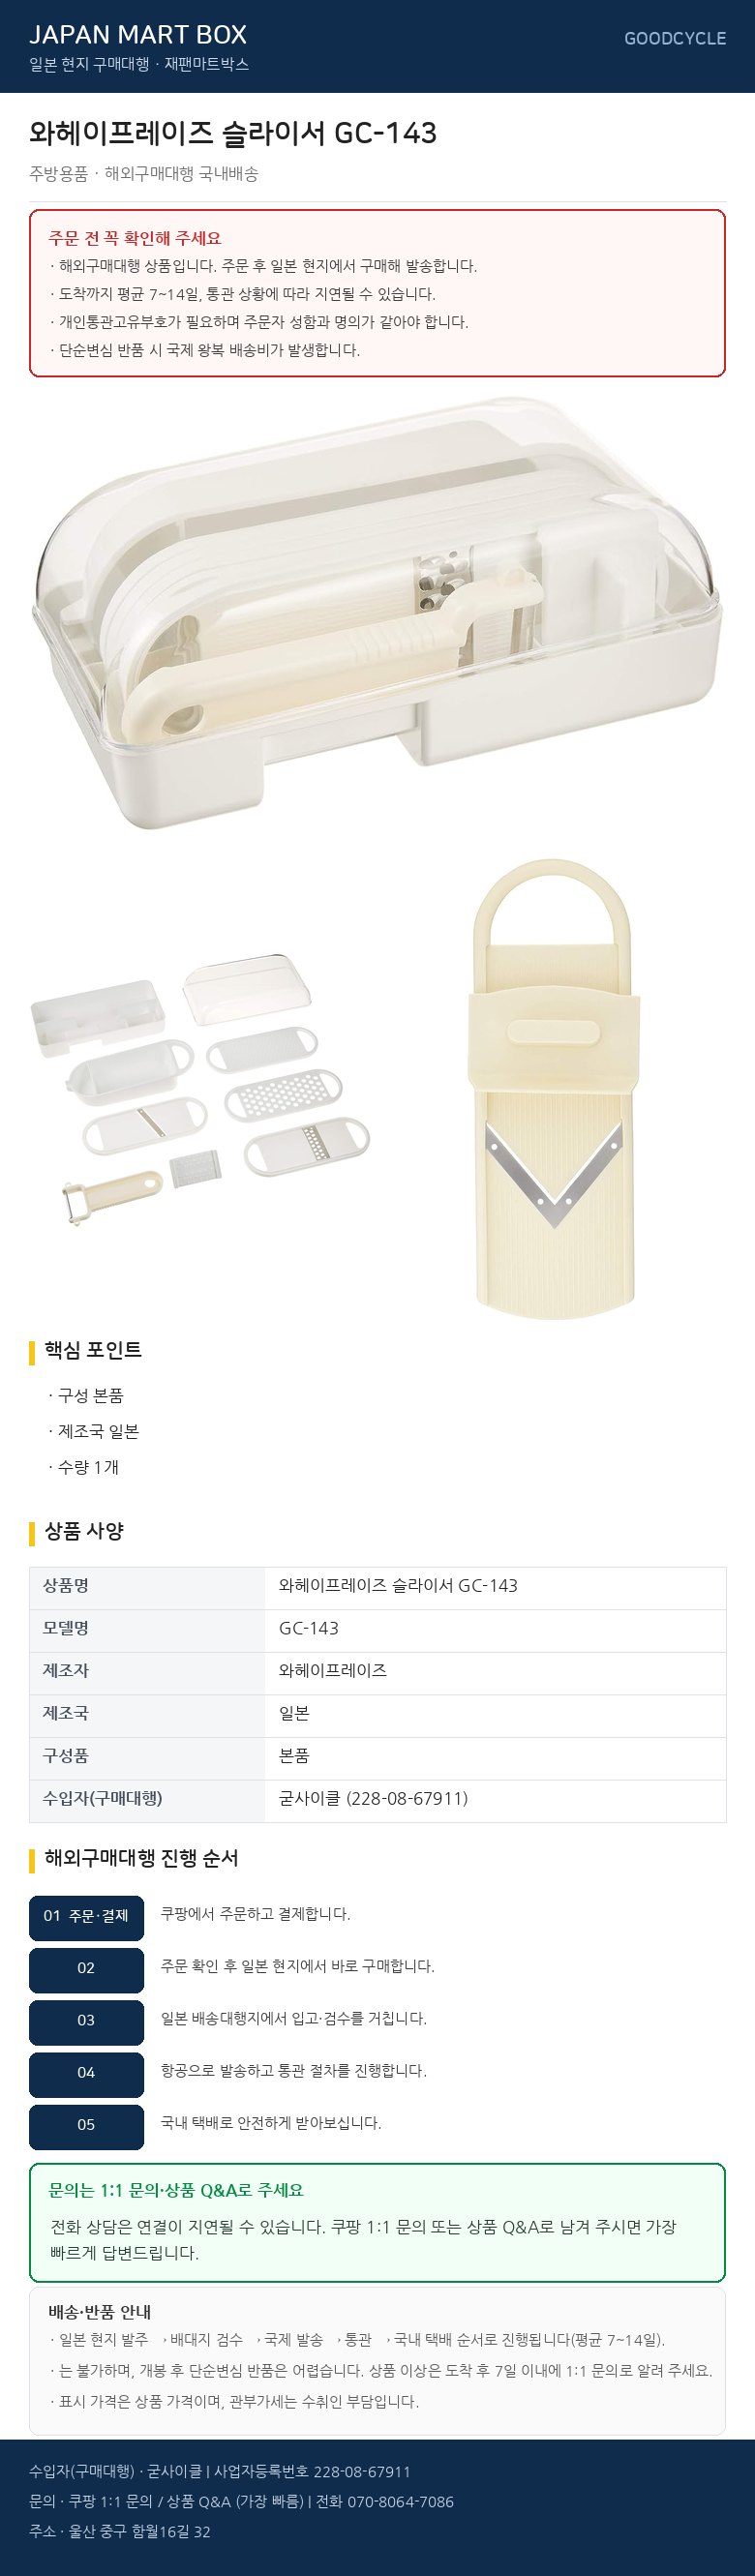 JAPAN MART BOX
GOODCYCLE
일본 현지 구매대행 · 재팬마트박스
와헤이프레이즈 슬라이서 GC-143
주방용품 · 해외구매대행 국내배송
주문 전 꼭 확인해 주세요
· 해외구매대행 상품입니다. 주문 후 일본 현지에서 구매해 발송합니다.
· 도착까지 평균 7~14일, 통관 상황에 따라 지연될 수 있습니다.
· 개인통관고유부호가 필요하며 주문자 성함과 명의가 같아야 합니다.
· 단순변심 반품 시 국제 왕복 배송비가 발생합니다.
핵심 포인트
· 구성 본품
· 제조국 일본
· 수량 1개
상품 사양
상품명 와헤이프레이즈 슬라이서 GC-143
모델명 GC-143
제조자 와헤이프레이즈
제조국 일본
구성품 본품
수입자(구매대행) 굳사이클 (228-08-67911)
해외구매대행 진행 순서
01 주문·결제 쿠팡에서 주문하고 결제합니다.
02 주문 확인 후 일본 현지에서 바로 구매합니다.
03 일본 배송대행지에서 입고·검수를 거칩니다.
04 항공으로 발송하고 통관 절차를 진행합니다.
05 국내 택배로 안전하게 받아보십니다.
문의는 1:1 문의·상품 Q&A로 주세요
전화 상담은 연결이 지연될 수 있습니다. 쿠팡 1:1 문의 또는 상품 Q&A로 남겨 주시면 가장
빠르게 답변드립니다.
배송·반품 안내
· 일본 현지 발주 › 배대지 검수 › 국제 발송 › 통관 › 국내 택배 순서로 진행됩니다(평균 7~14일).
· 는 불가하며, 개봉 후 단순변심 반품은 어렵습니다. 상품 이상은 도착 후 7일 이내에 1:1 문의로 알려 주세요.
· 표시 가격은 상품 가격이며, 관부가세는 수취인 부담입니다.
수입자(구매대행) · 굳사이클 | 사업자등록번호 228-08-67911
문의 · 쿠팡 1:1 문의 / 상품 Q&A (가장 빠름) | 전화 070-8064-7086
주소 · 울산 중구 함월16길 32